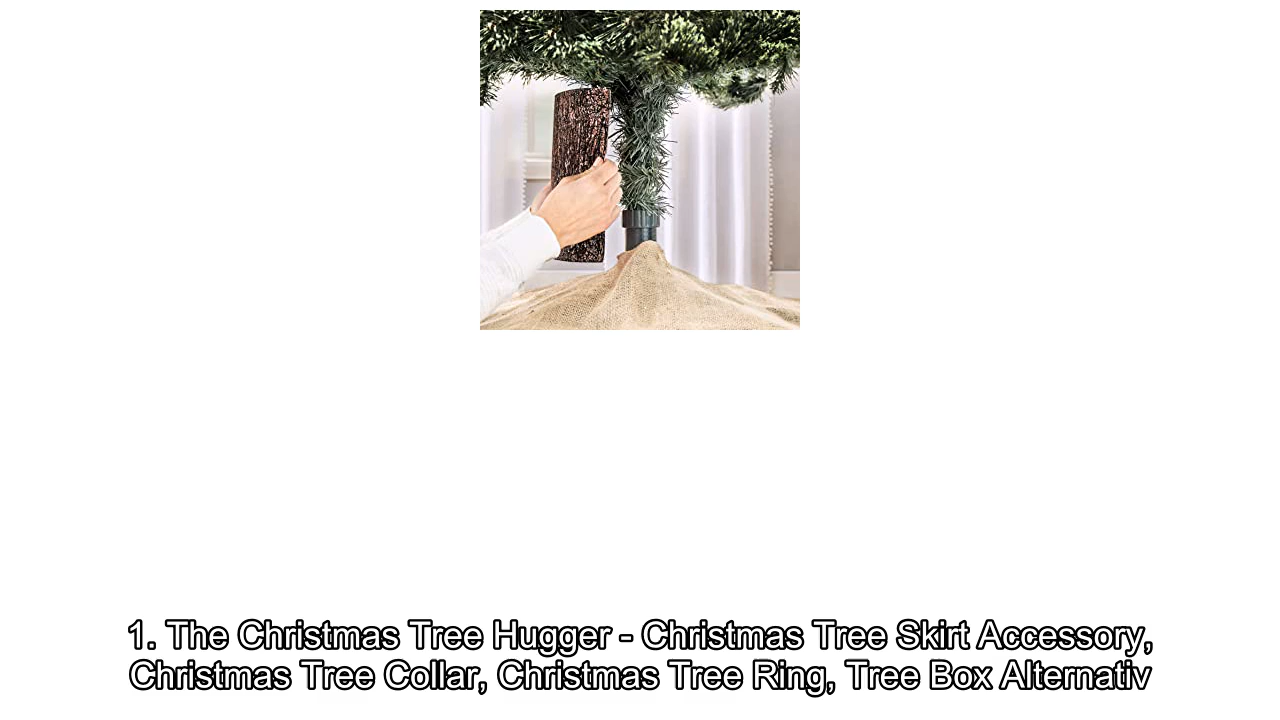 1. The Christmas Tree Hugger - Christmas Tree Skirt Accessory,
Christmas Tree Collar, Christmas Tree Ring, Tree Box Alternativ